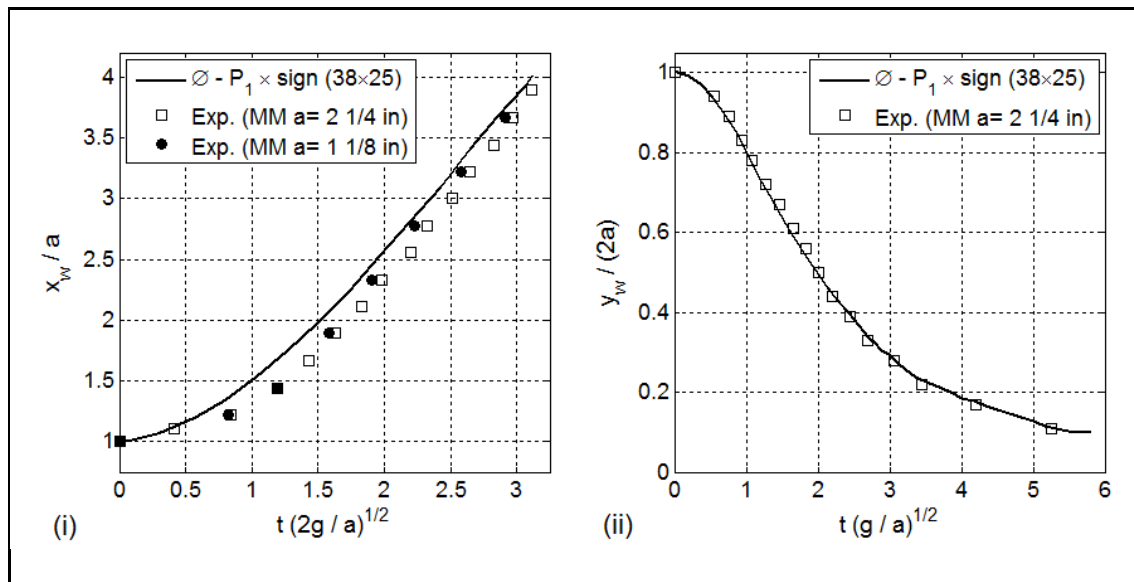 4
3.5
3
2.5
2
1.5
1
x_w / a
∅ - P_1 × sign (38×25)
Exp. (MM a= 2 1/4 in)
Exp. (MM a= 1 1/8 in)
0 0.5 1 1.5 2 2.5 3
t (2g / a)^1/2
(i)
1
0.8
0.6
0.4
0.2
0
y_w / (2a)
∅ - P_1 × sign (38×25)
Exp. (MM a= 2 1/4 in)
0 1 2 3 4 5 6
t (g / a)^1/2
(ii)